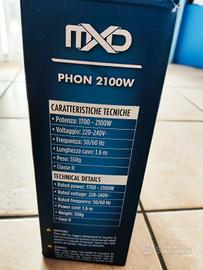 MXD
PHON 2100W
CARATTERISTICHE TECNICHE
• Potenza: 1700 - 2100W
• Voltaggio: 220-240V~
• Frequenza: 50/60 Hz
• Lunghezza cavo: 1.6 m
• Peso: 550g
• Classe II
TECHNICAL DETAILS
• Rated power: 1700 - 2100W
• Rated voltage: 220-240V~
• Rated frequency: 50/60 Hz
• Power cord: 1.6 m
• Weight: 550g
• Class II